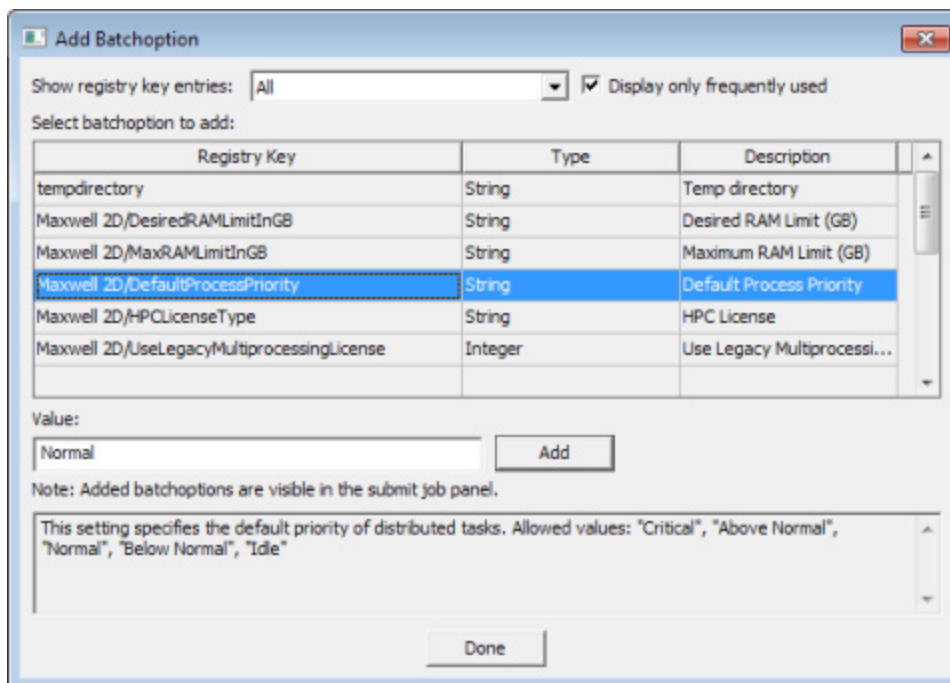 Add Batchoption
Show registry key entries: All Display only frequently used
Select batchoption to add:
Registry Key Type Description
tempdirectory String Temp directory
Maxwell 2D/DesiredRAMLimitInGB String Desired RAM Limit (GB)
Maxwell 2D/MaxRAMLimitInGB String Maximum RAM Limit (GB)
Maxwell 2D/DefaultProcessPriority String Default Process Priority
Maxwell 2D/HPCLicenseType String HPC License
Maxwell 2D/UseLegacyMultiprocessingLicense Integer Use Legacy Multiprocessi...
Value:
Normal Add
Note: Added batchoptions are visible in the submit job panel.
This setting specifies the default priority of distributed tasks. Allowed values: "Critical", "Above Normal",
"Normal", "Below Normal", "Idle"
Done